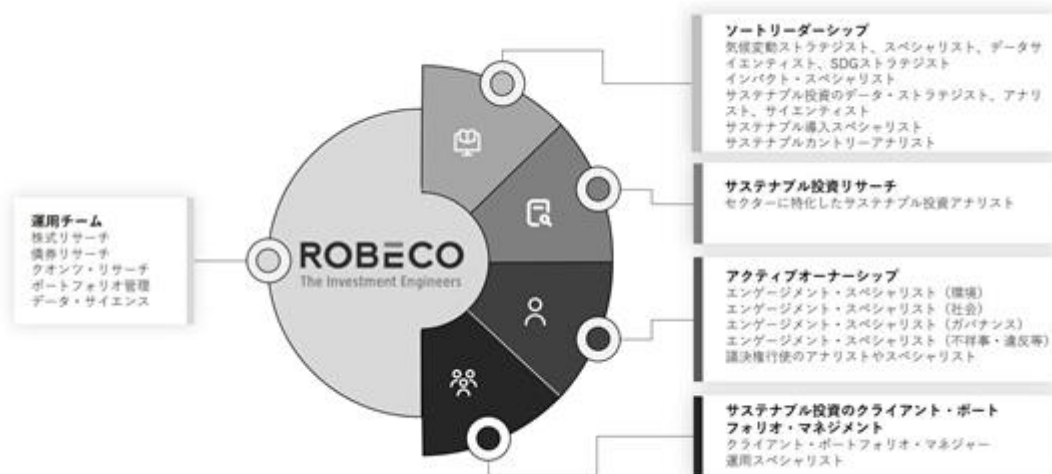 運用チーム
株式リサーチ
債券リサーチ
クオンツ・リサーチ
ポートフォリオ管理
データ・サイエンス
ROBECO
The Investment Engineers
ソートリーダーシップ
気候変動ストラテジスト、スペシャリスト、データサ
イエンティスト、SDGストラテジスト
インパクト・スペシャリスト
サステナブル投資のデータ・ストラテジスト、アナリ
スト、サイエンティスト
サステナブル導入スペシャリスト
サステナブルカントリーアナリスト
サステナブル投資リサーチ
セクターに特化したサステナブル投資アナリスト
アクティブオーナーシップ
エンゲージメント・スペシャリスト（環境）
エンゲージメント・スペシャリスト（社会）
エンゲージメント・スペシャリスト（ガバナンス）
エンゲージメント・スペシャリスト（不祥事・違反等）
議決権行使のアナリストやスペシャリスト
サステナブル投資のクライアント・ポート
フォリオ・マネジメント
クライアント・ポートフォリオ・マネジャー
運用スペシャリスト